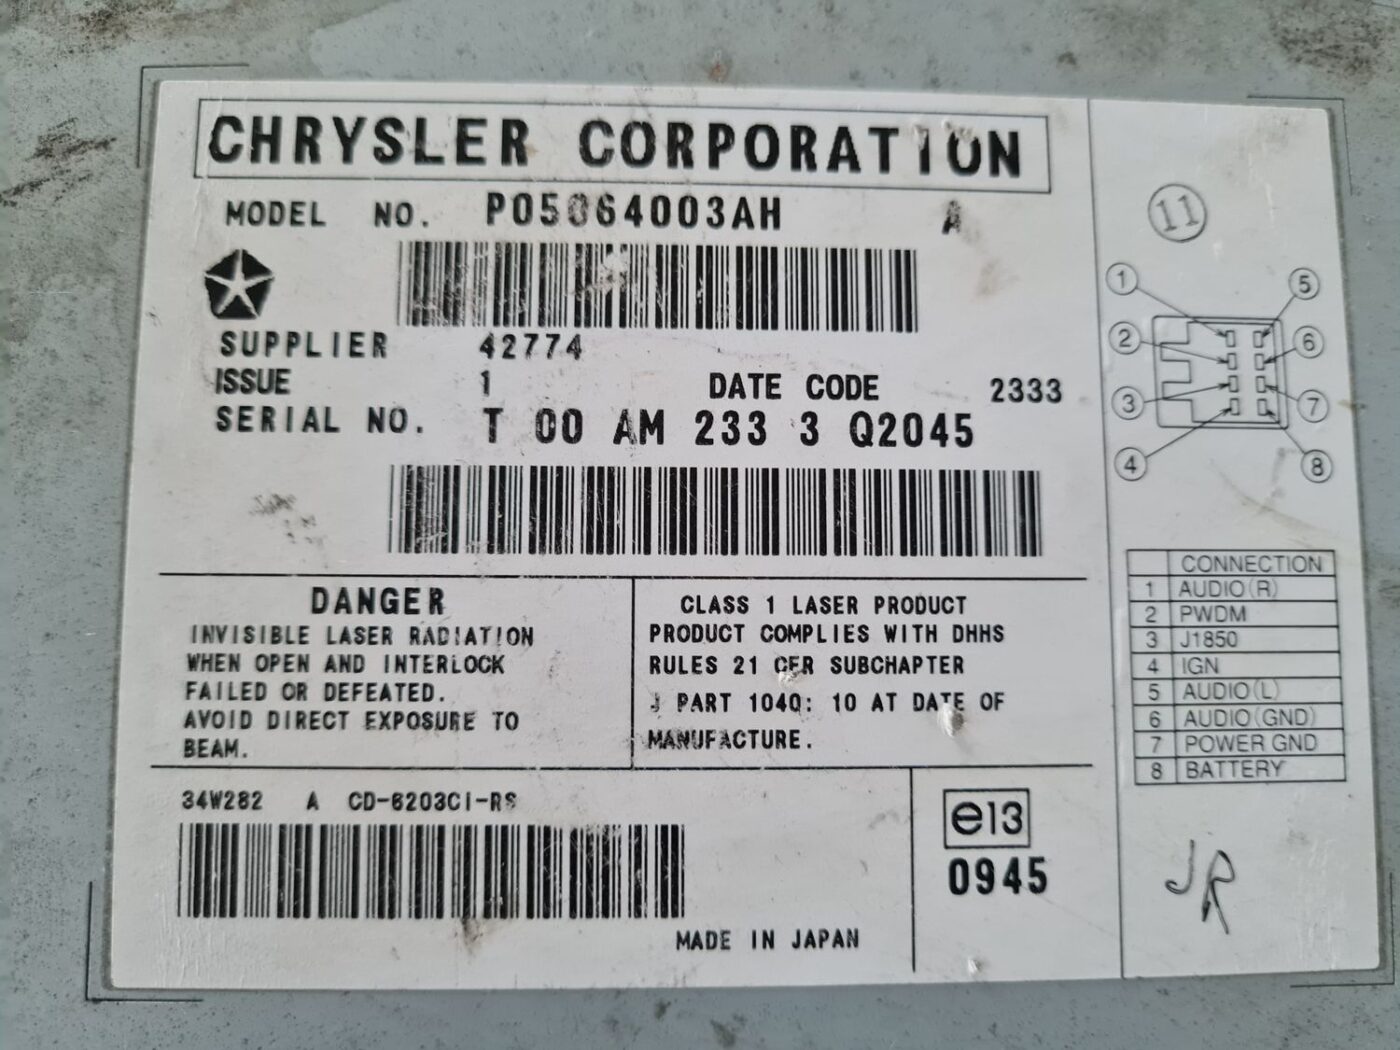 CHRYSLER CORPORATION
MODEL NO. P05064003AH A
SUPPLIER 42774
ISSUE 1 DATE CODE 2333
SERIAL NO. T 00 AM 233 3 Q2045
DANGER
INVISIBLE LASER RADIATION
WHEN OPEN AND INTERLOCK
FAILED OR DEFEATED.
AVOID DIRECT EXPOSURE TO
BEAM.
CLASS 1 LASER PRODUCT
PRODUCT COMPLIES WITH DHHS
RULES 21 CFR SUBCHAPTER
J PART 1040: 10 AT DATE OF
MANUFACTURE.
34W282 A CD-6203CI-RS
e13
0945
MADE IN JAPAN
11
1 5
2 6
3 7
4 8
CONNECTION
1 AUDIO(R)
2 PWDM
3 J1850
4 IGN
5 AUDIO(L)
6 AUDIO(GND)
7 POWER GND
8 BATTERY
JR